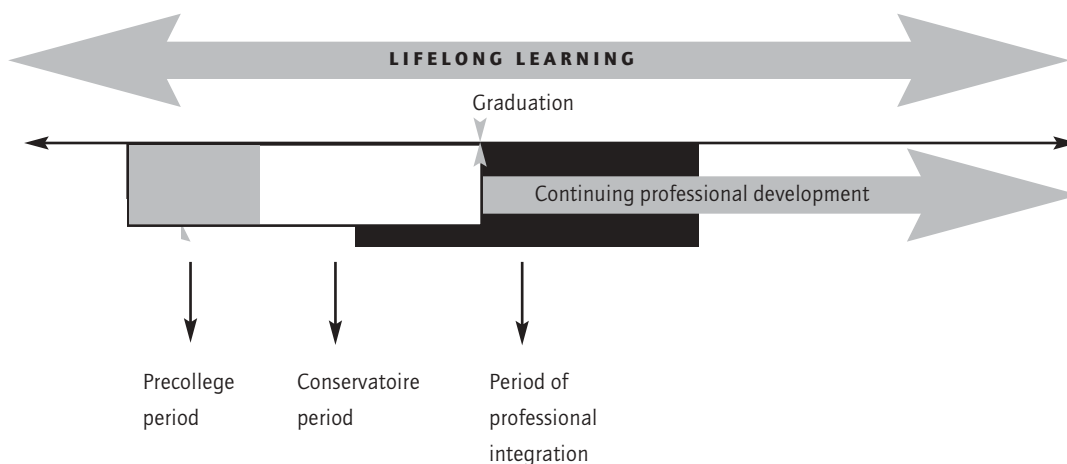 LIFELONG LEARNING
Graduation
Continuing professional development
Precollege
period
Conservatoire
period
Period of
professional
integration